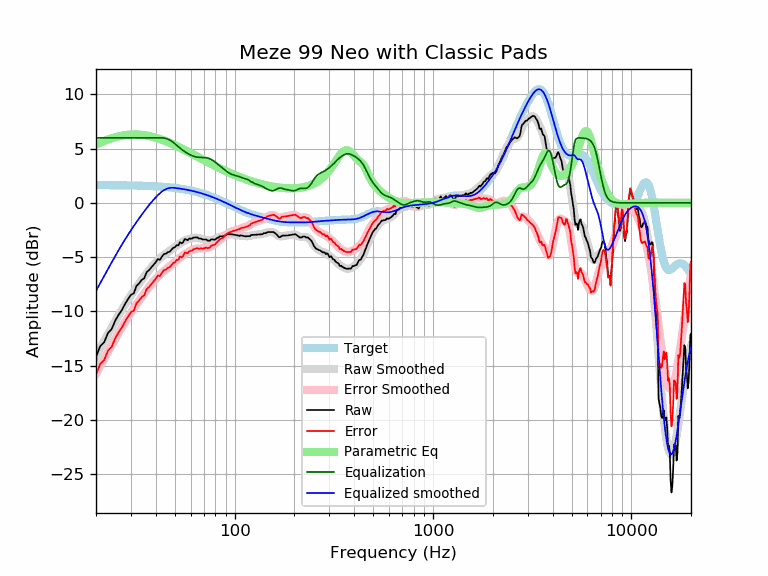 Meze 99 Neo with Classic Pads
10
5
0
−5
−10
−15
−20
−25
Amplitude (dBr)
Target
Raw Smoothed
Error Smoothed
Raw
Error
Parametric Eq
Equalization
Equalized smoothed
100 1000 10000
Frequency (Hz)